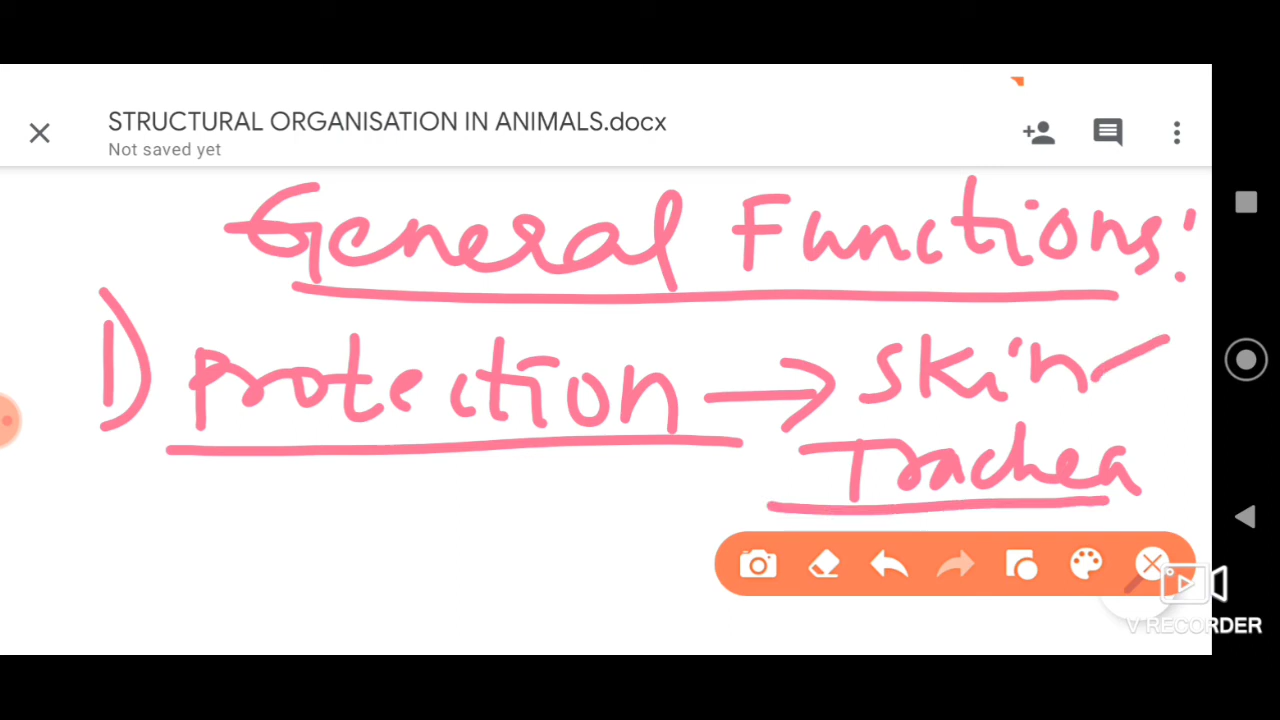 STRUCTURAL ORGANISATION IN ANIMALS.docx
Not saved yet
General Functions:
1) protection → skin
Trachea
V RECORDER